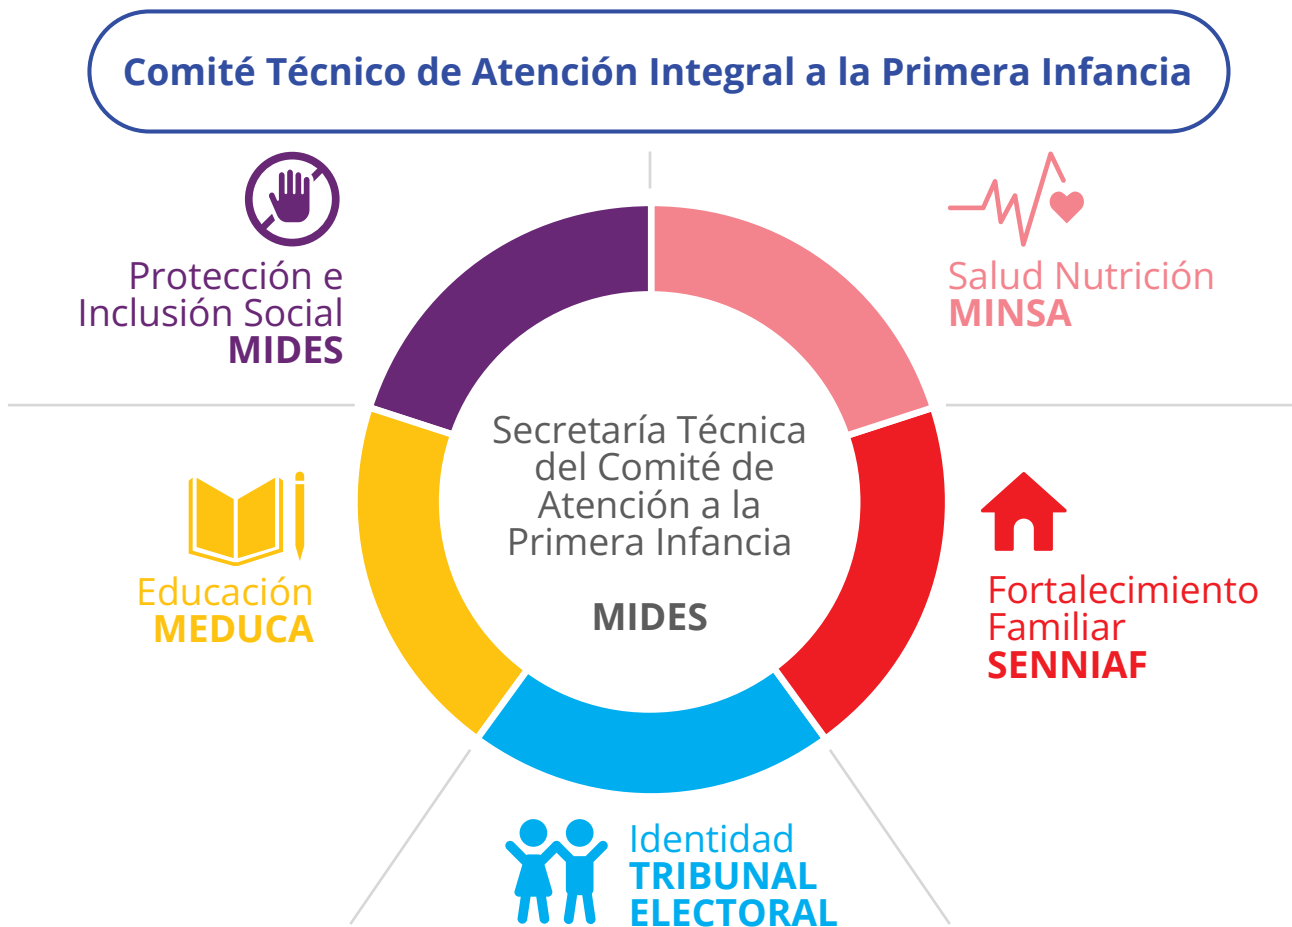 Comité Técnico de Atención Integral a la Primera Infancia
Protección e
Inclusión Social
MIDES
Salud Nutrición
MINSA
Secretaría Técnica
del Comité de
Atención a la
Primera Infancia
MIDES
Educación
MEDUCA
Fortalecimiento
Familiar
SENNIAF
Identidad
TRIBUNAL
ELECTORAL